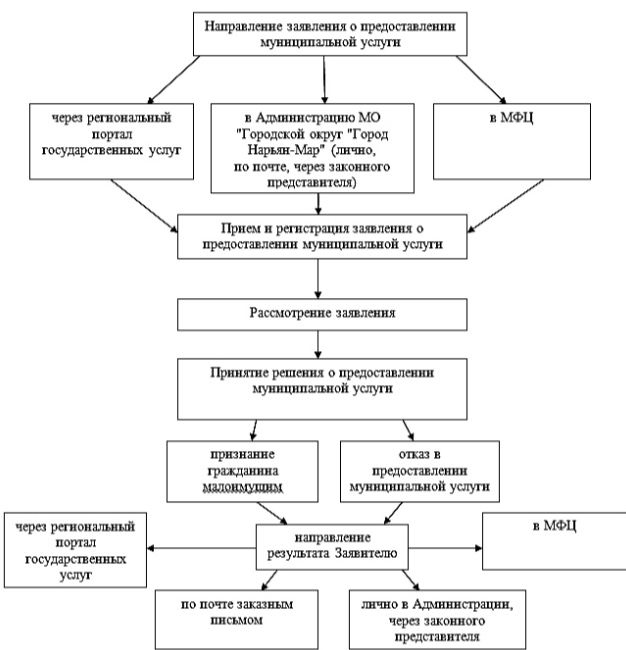 Направление заявления о предоставлении
муниципальной услуги
через региональный
портал
государственных услуг
в Администрацию МО
"Городской округ "Город
Нарьян-Мар" (лично,
по почте, через законного
представителя)
в МФЦ
Прием и регистрация заявления о
предоставлении муниципальной услуги
Рассмотрение заявления
Принятие решения о предоставлении
муниципальной услуги
признание
гражданина
малоимущим
отказ в
предоставлении
муниципальной услуги
через региональный
портал
государственных
услуг
направление
результата Заявителю
в МФЦ
по почте заказным
письмом
лично в Администрации,
через законного
представителя